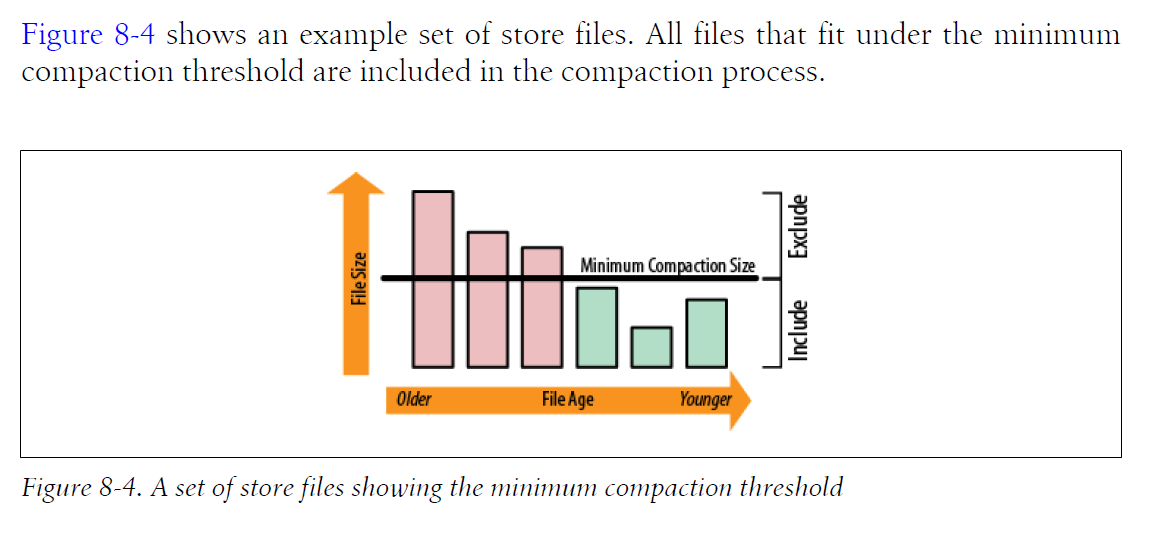 Figure 8-4 shows an example set of store files. All files that fit under the minimum
compaction threshold are included in the compaction process.
File Size
Minimum Compaction Size
Exclude
Include
Older File Age Younger
Figure 8-4. A set of store files showing the minimum compaction threshold